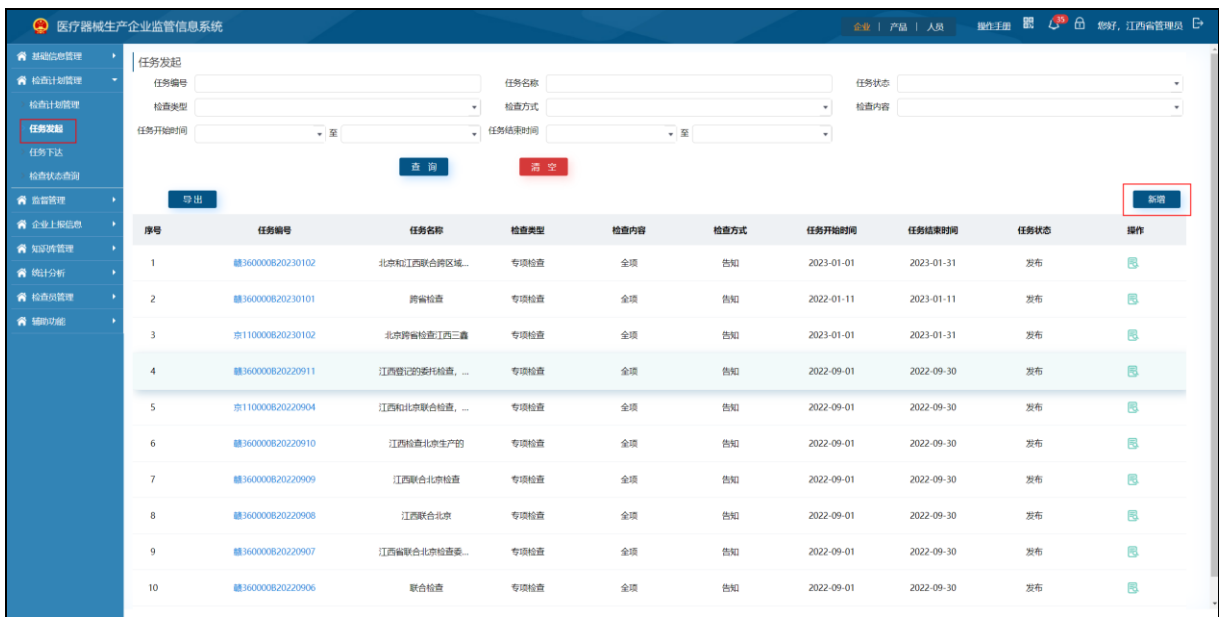 医疗器械生产企业监管信息系统 企业 | 产品 | 人员 操作手册 35 您好, 江西省管理员
基础信息管理
检查计划管理
检查计划管理
任务发起
任务下达
检查状态查询
监督管理
企业上报信息
知识库管理
统计分析
检查员管理
辅助功能
任务发起
任务编号 任务名称 任务状态
检查类型 检查方式 检查内容
任务开始时间 至 任务结束时间 至
查 询 清 空
导出 新增
序号 任务编号 任务名称 检查类型 检查内容 检查方式 任务开始时间 任务结束时间 任务状态 操作
1 赣360000B20230102 北京和江西联合跨区域... 专项检查 全项 告知 2023-01-01 2023-01-31 发布
2 赣360000B20230101 跨省检查 专项检查 全项 告知 2022-01-11 2023-01-11 发布
3 京110000B20230102 北京跨省检查江西三鑫 专项检查 全项 告知 2023-01-01 2023-01-31 发布
4 赣360000B20220911 江西登记的委托检查, ... 专项检查 全项 告知 2022-09-01 2022-09-30 发布
5 京110000B20220904 江西和北京联合检查, ... 专项检查 全项 告知 2022-09-01 2022-09-30 发布
6 赣360000B20220910 江西检查北京生产的 专项检查 全项 告知 2022-09-01 2022-09-30 发布
7 赣360000B20220909 江西联合北京检查 专项检查 全项 告知 2022-09-01 2022-09-30 发布
8 赣360000B20220908 江西联合北京 专项检查 全项 告知 2022-09-01 2022-09-30 发布
9 赣360000B20220907 江西省联合北京检查委... 专项检查 全项 告知 2022-09-01 2022-09-30 发布
10 赣360000B20220906 联合检查 专项检查 全项 告知 2022-09-01 2022-09-30 发布